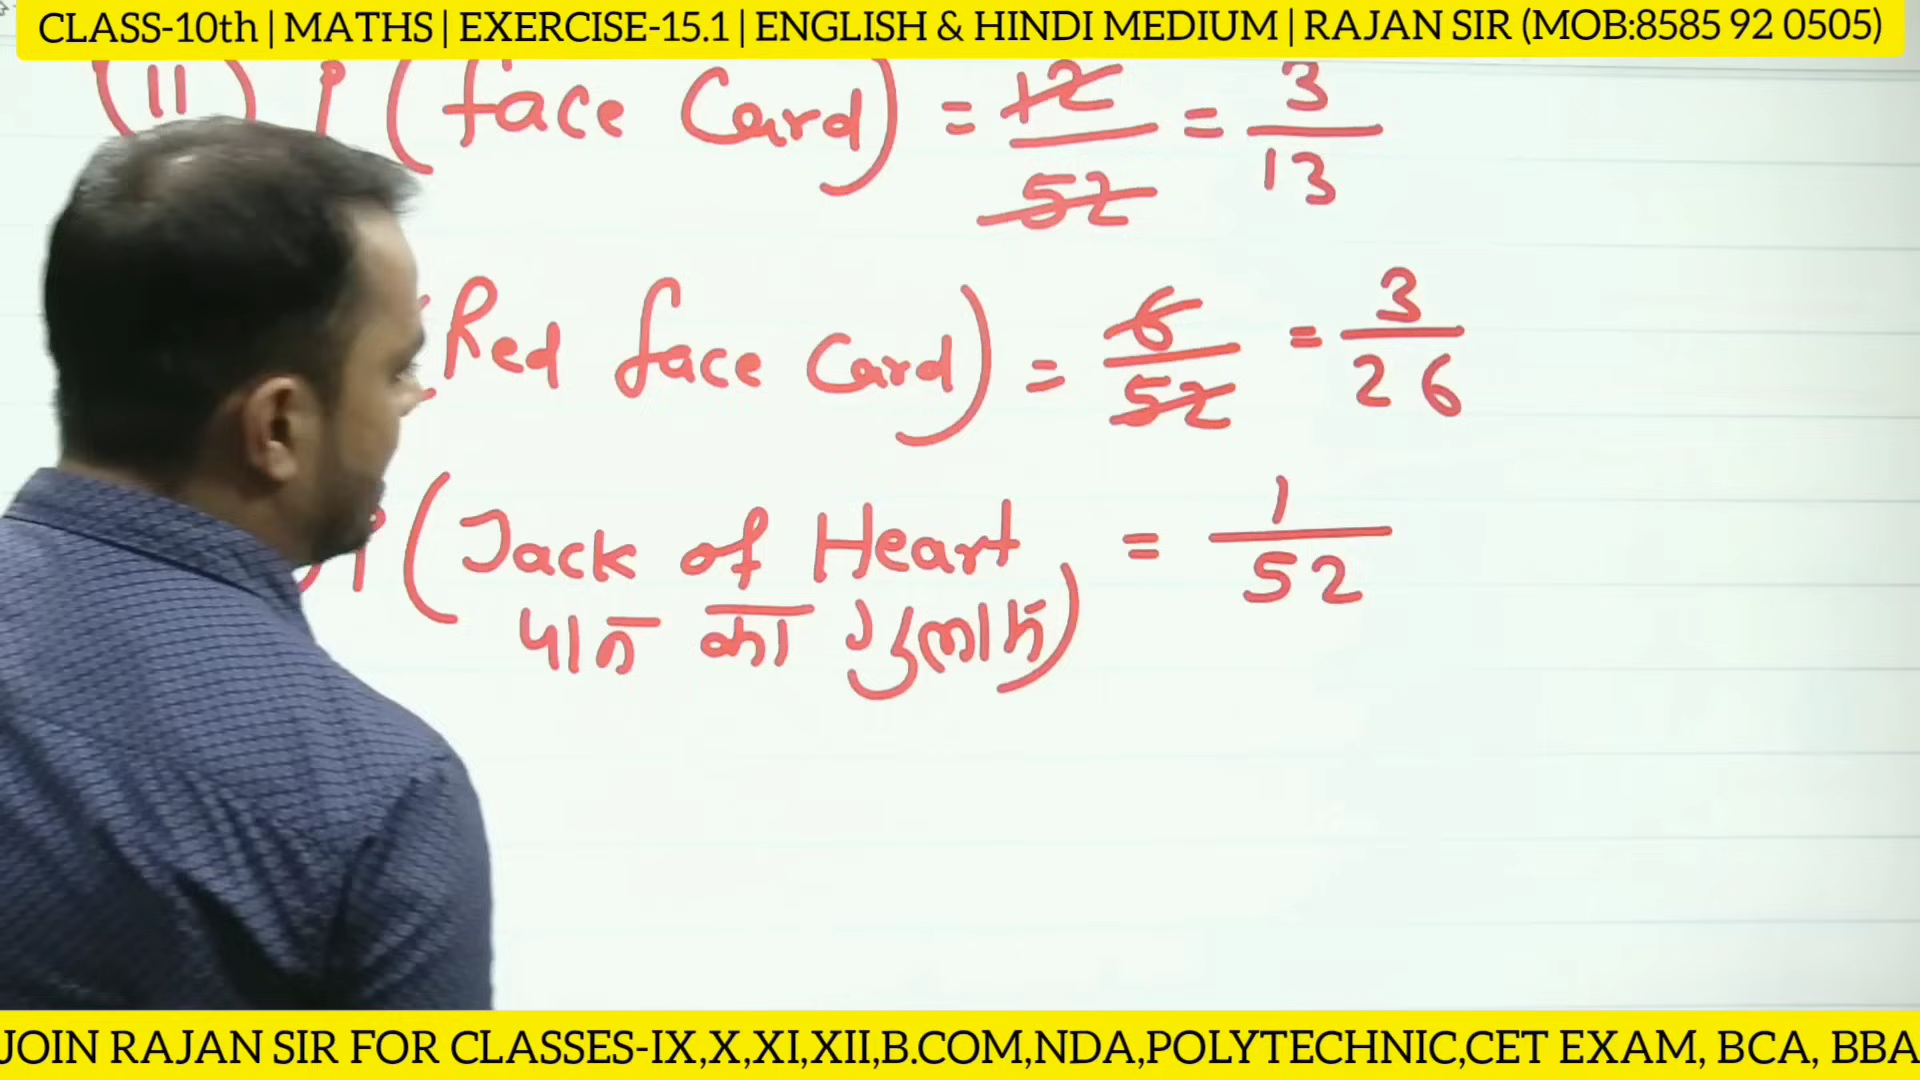 CLASS-10th | MATHS | EXERCISE-15.1 | ENGLISH & HINDI MEDIUM | RAJAN SIR (MOB:8585 92 0505)
(II) P (face Card) = 12/52 = 3/13
(Red face Card) = 6/52 = 3/26
P (Jack of Heart = 1/52
पान का गुलाम)
JOIN RAJAN SIR FOR CLASSES-IX,X,XI,XII,B.COM,NDA,POLYTECHNIC,CET EXAM, BCA, BBA